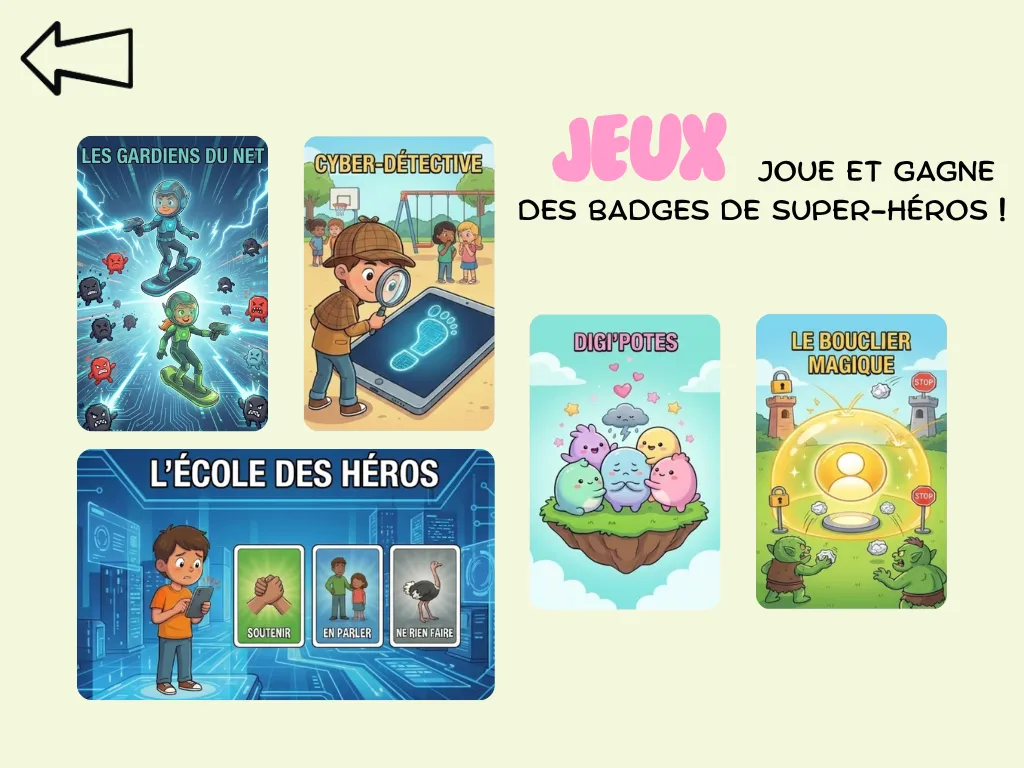 JEUX JOUE ET GAGNE
DES BADGES DE SUPER-HÉROS !
LES GARDIENS DU NET
CYBER-DÉTECTIVE
DIGI'POTES
LE BOUCLIER
MAGIQUE
STOP
STOP
L'ÉCOLE DES HÉROS
SOUTENIR
EN PARLER
NE RIEN FAIRE